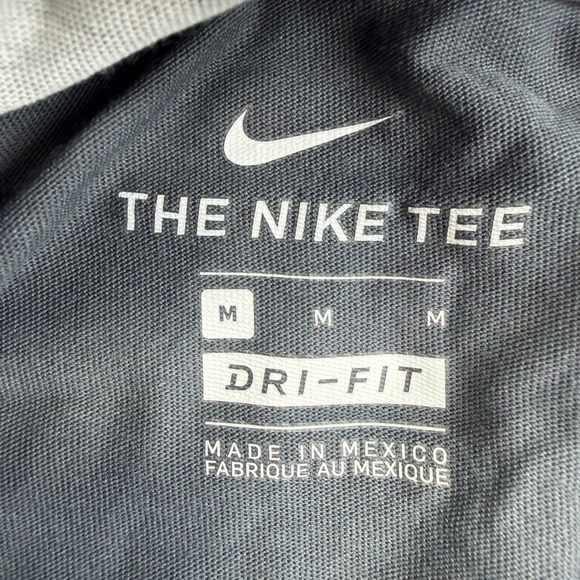 THE NIKE TEE
M M M
DRI-FIT
MADE IN MEXICO
FABRIQUE AU MEXIQUE